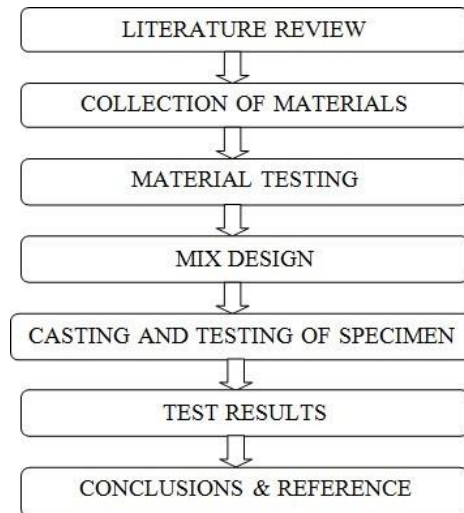 LITERATURE REVIEW
COLLECTION OF MATERIALS
MATERIAL TESTING
MIX DESIGN
CASTING AND TESTING OF SPECIMEN
TEST RESULTS
CONCLUSIONS & REFERENCE